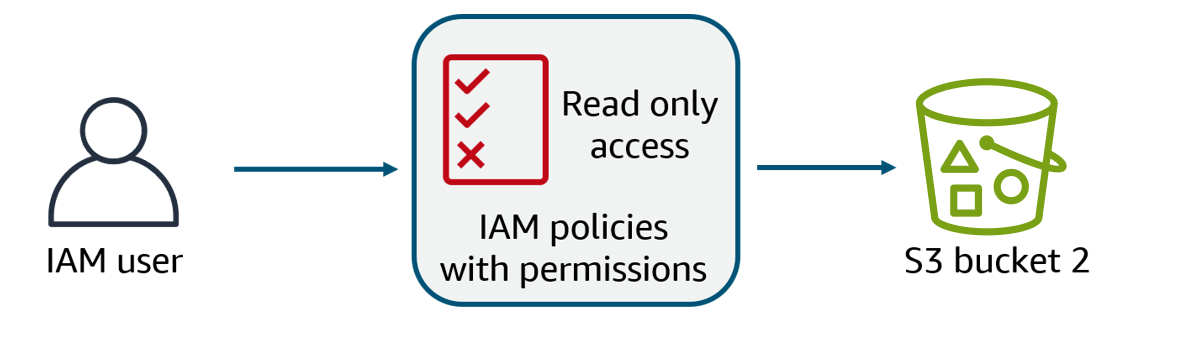 IAM user
Read only
access
IAM policies
with permissions
S3 bucket 2